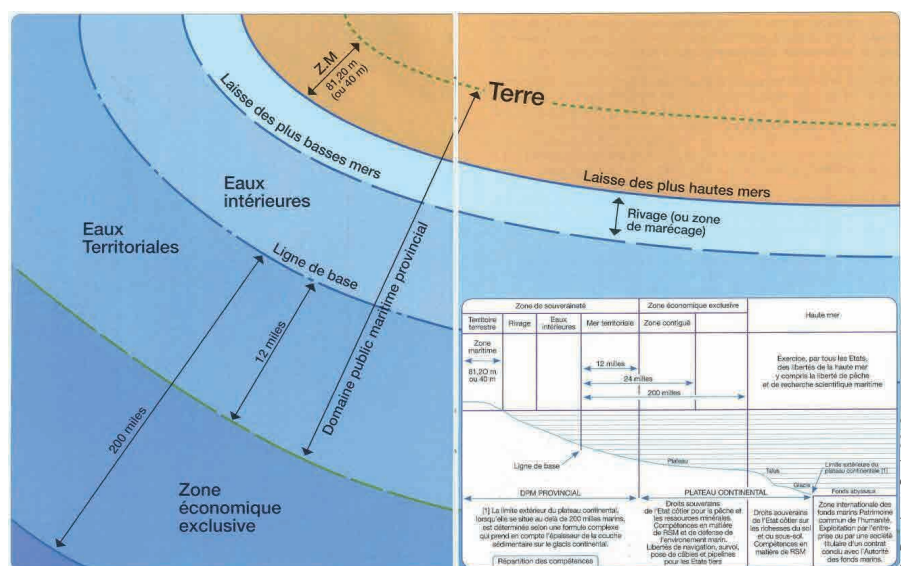 Z.M
81,20 m
(ou 40 m)
Terre
Laisse des plus basses mers
Laisse des plus hautes mers
Eaux
intérieures
Rivage (ou zone
de marécage)
Eaux
Territoriales
Ligne de base
12 miles
200 miles
Domaine public maritime provincial
Zone
économique
exclusive
Zone de souveraineté
Zone économique exclusive
Haute mer
Territoire
terrestre
Rivage
Eaux
intérieures
Mer territoriale
Zone contiguë
Zone
maritime
81,20 m
ou 40 m
12 milles
24 milles
200 milles
Exercice, par tous les Etats,
des libertés de la haute mer
y compris la liberté de pêche
et de recherche scientifique maritime
Ligne de base
Plateau
Talus
Glacis
Limite extérieure du
plateau continentale [1]
Fonds abysseux
DPM PROVINCIAL
PLATEAU CONTINENTAL
[1] La limite extérieur du plateau continental,
lorsqu'elle se situe au delà de 200 milles marins,
est déterminés selon une formule complexe
qui prend en compte l'épaisseur de la couche
sédimentaire sur le glacis continental.
Répartition des compétences
Droits souverains
de l'Etat côtier pour la pêche et
les ressources minérales.
Compétences en matière
de RSM et de défense de
l'environnement marin.
Libertés de navigation, survol,
pose de câbles et pipelines
pour les Etats tiers
Droits souverains
de l'Etat côtier sur
les richesses du sol
et ou sous-sol.
Compétences en
matière de RSM
Zone internationale des
fonds marins Patrimoine
commun de l'humanité.
Exploitation par l'entre-
prise ou par une société
titulaire d'un contrat
conclu avec l'Autorité
des fonds marins.